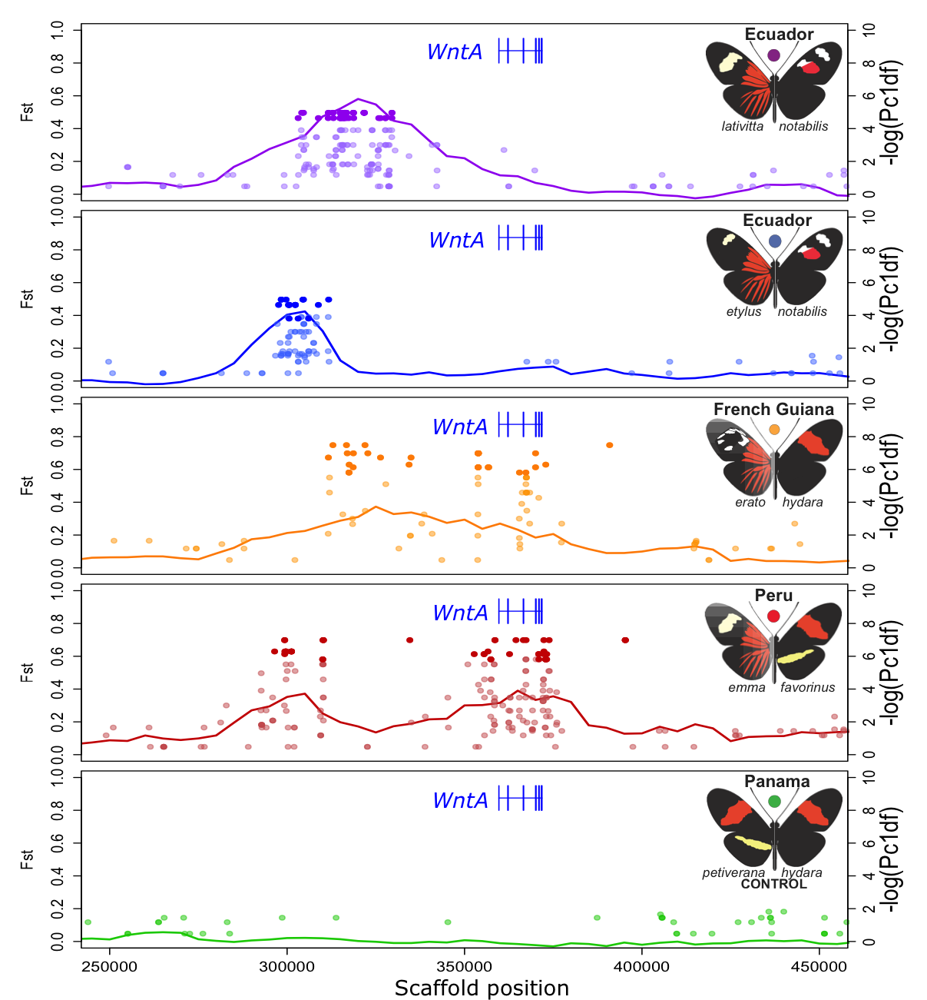 Fst
1.0
0.8
0.6
0.4
0.2
0.0
WntA
Ecuador
lativitta notabilis
10
8
6
4
2
0
-log(Pc1df)
Fst
1.0
0.8
0.6
0.4
0.2
0.0
WntA
Ecuador
etylus notabilis
10
8
6
4
2
0
-log(Pc1df)
Fst
1.0
0.8
0.6
0.4
0.2
0.0
WntA
French Guiana
erato hydara
10
8
6
4
2
0
-log(Pc1df)
Fst
1.0
0.8
0.6
0.4
0.2
0.0
WntA
Peru
emma favorinus
10
8
6
4
2
0
-log(Pc1df)
Fst
1.0
0.8
0.6
0.4
0.2
0.0
WntA
Panama
petiverana hydara
CONTROL
10
8
6
4
2
0
-log(Pc1df)
250000 300000 350000 400000 450000
Scaffold position